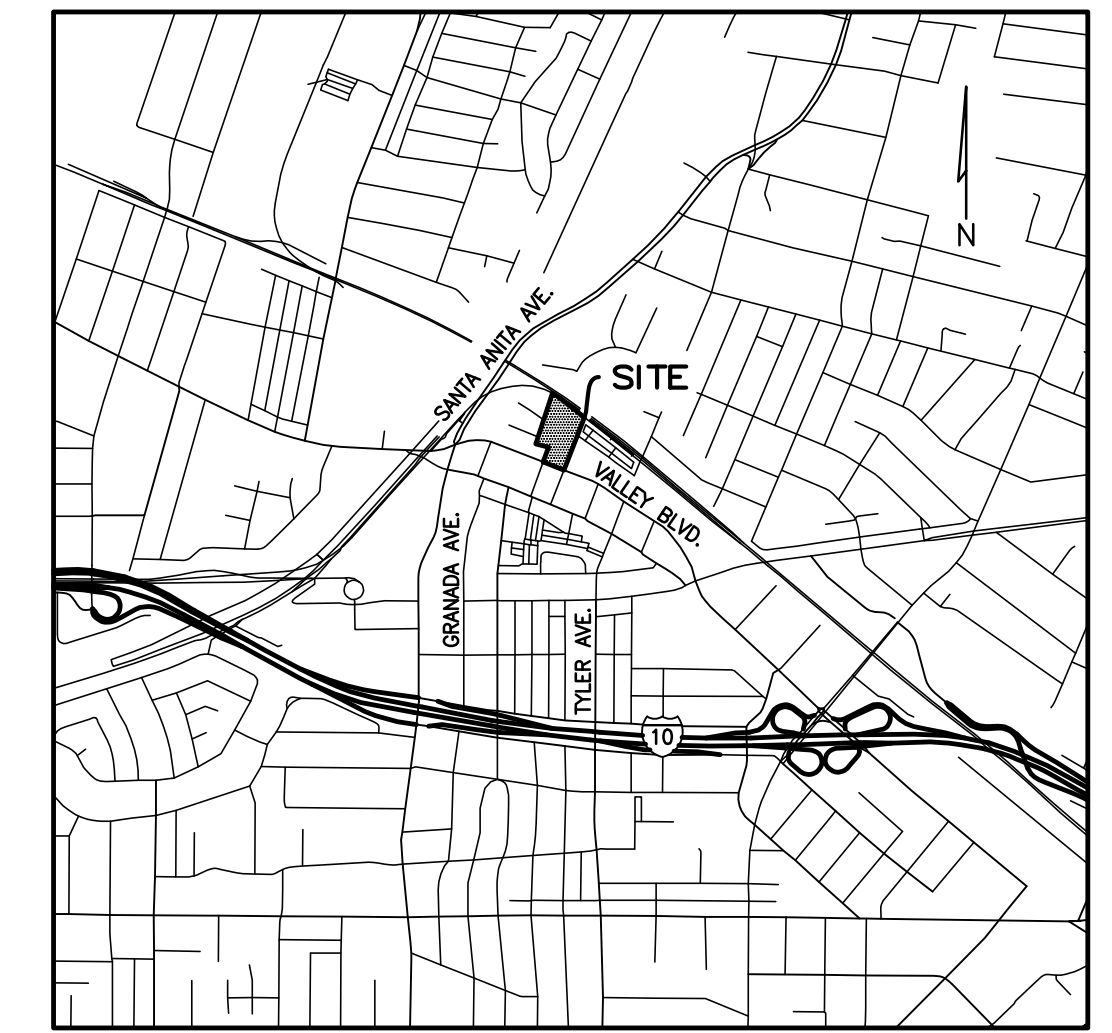 N
SANTA ANITA AVE.
SITE
VALLEY BLVD.
GRANADA AVE.
TYLER AVE.
10